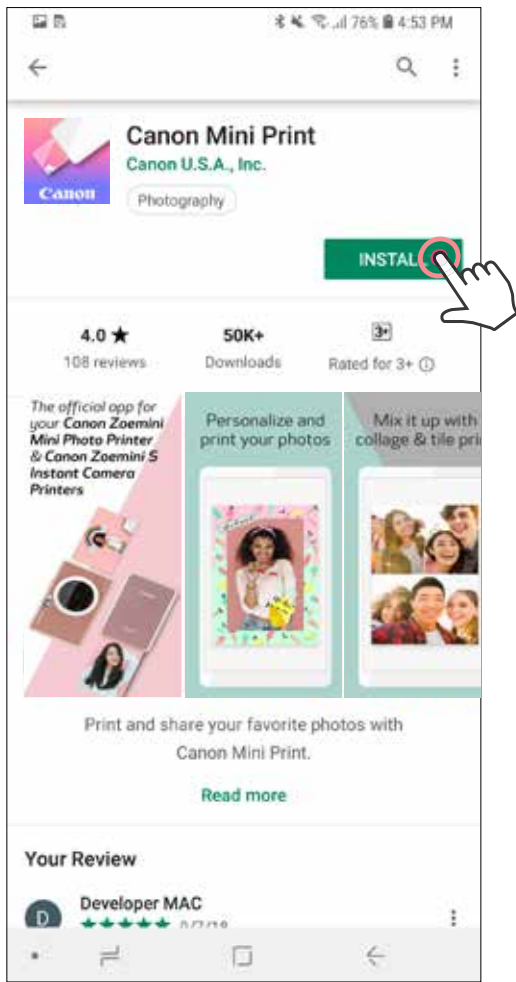 76% 4:53 PM
Canon Mini Print
Canon U.S.A., Inc.
Canon
Photography
INSTAL
4.0 ★ 50K+ 3+
108 reviews Downloads Rated for 3+
The official app for
your Canon Zoemini
Mini Photo Printer
& Canon Zoemini S
Instant Camera
Printers
Personalize and
print your photos
Mix it up with
collage & tile pri
Print and share your favorite photos with
Canon Mini Print.
Read more
Your Review
D
Developer MAC
★★★★★